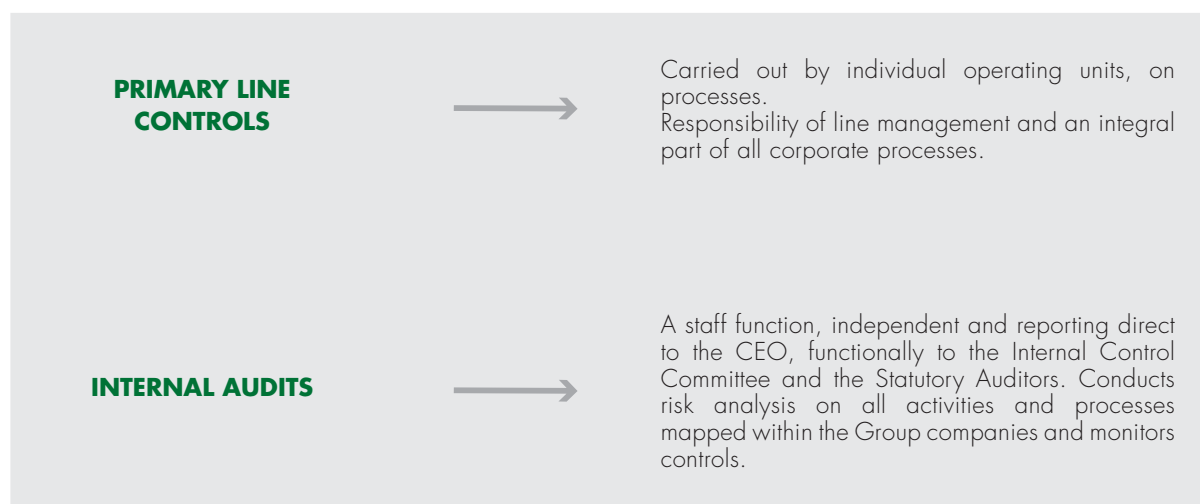 PRIMARY LINE
CONTROLS
Carried out by individual operating units, on
processes.
Responsibility of line management and an integral
part of all corporate processes.
INTERNAL AUDITS
A staff function, independent and reporting direct
to the CEO, functionally to the Internal Control
Committee and the Statutory Auditors. Conducts
risk analysis on all activities and processes
mapped within the Group companies and monitors
controls.